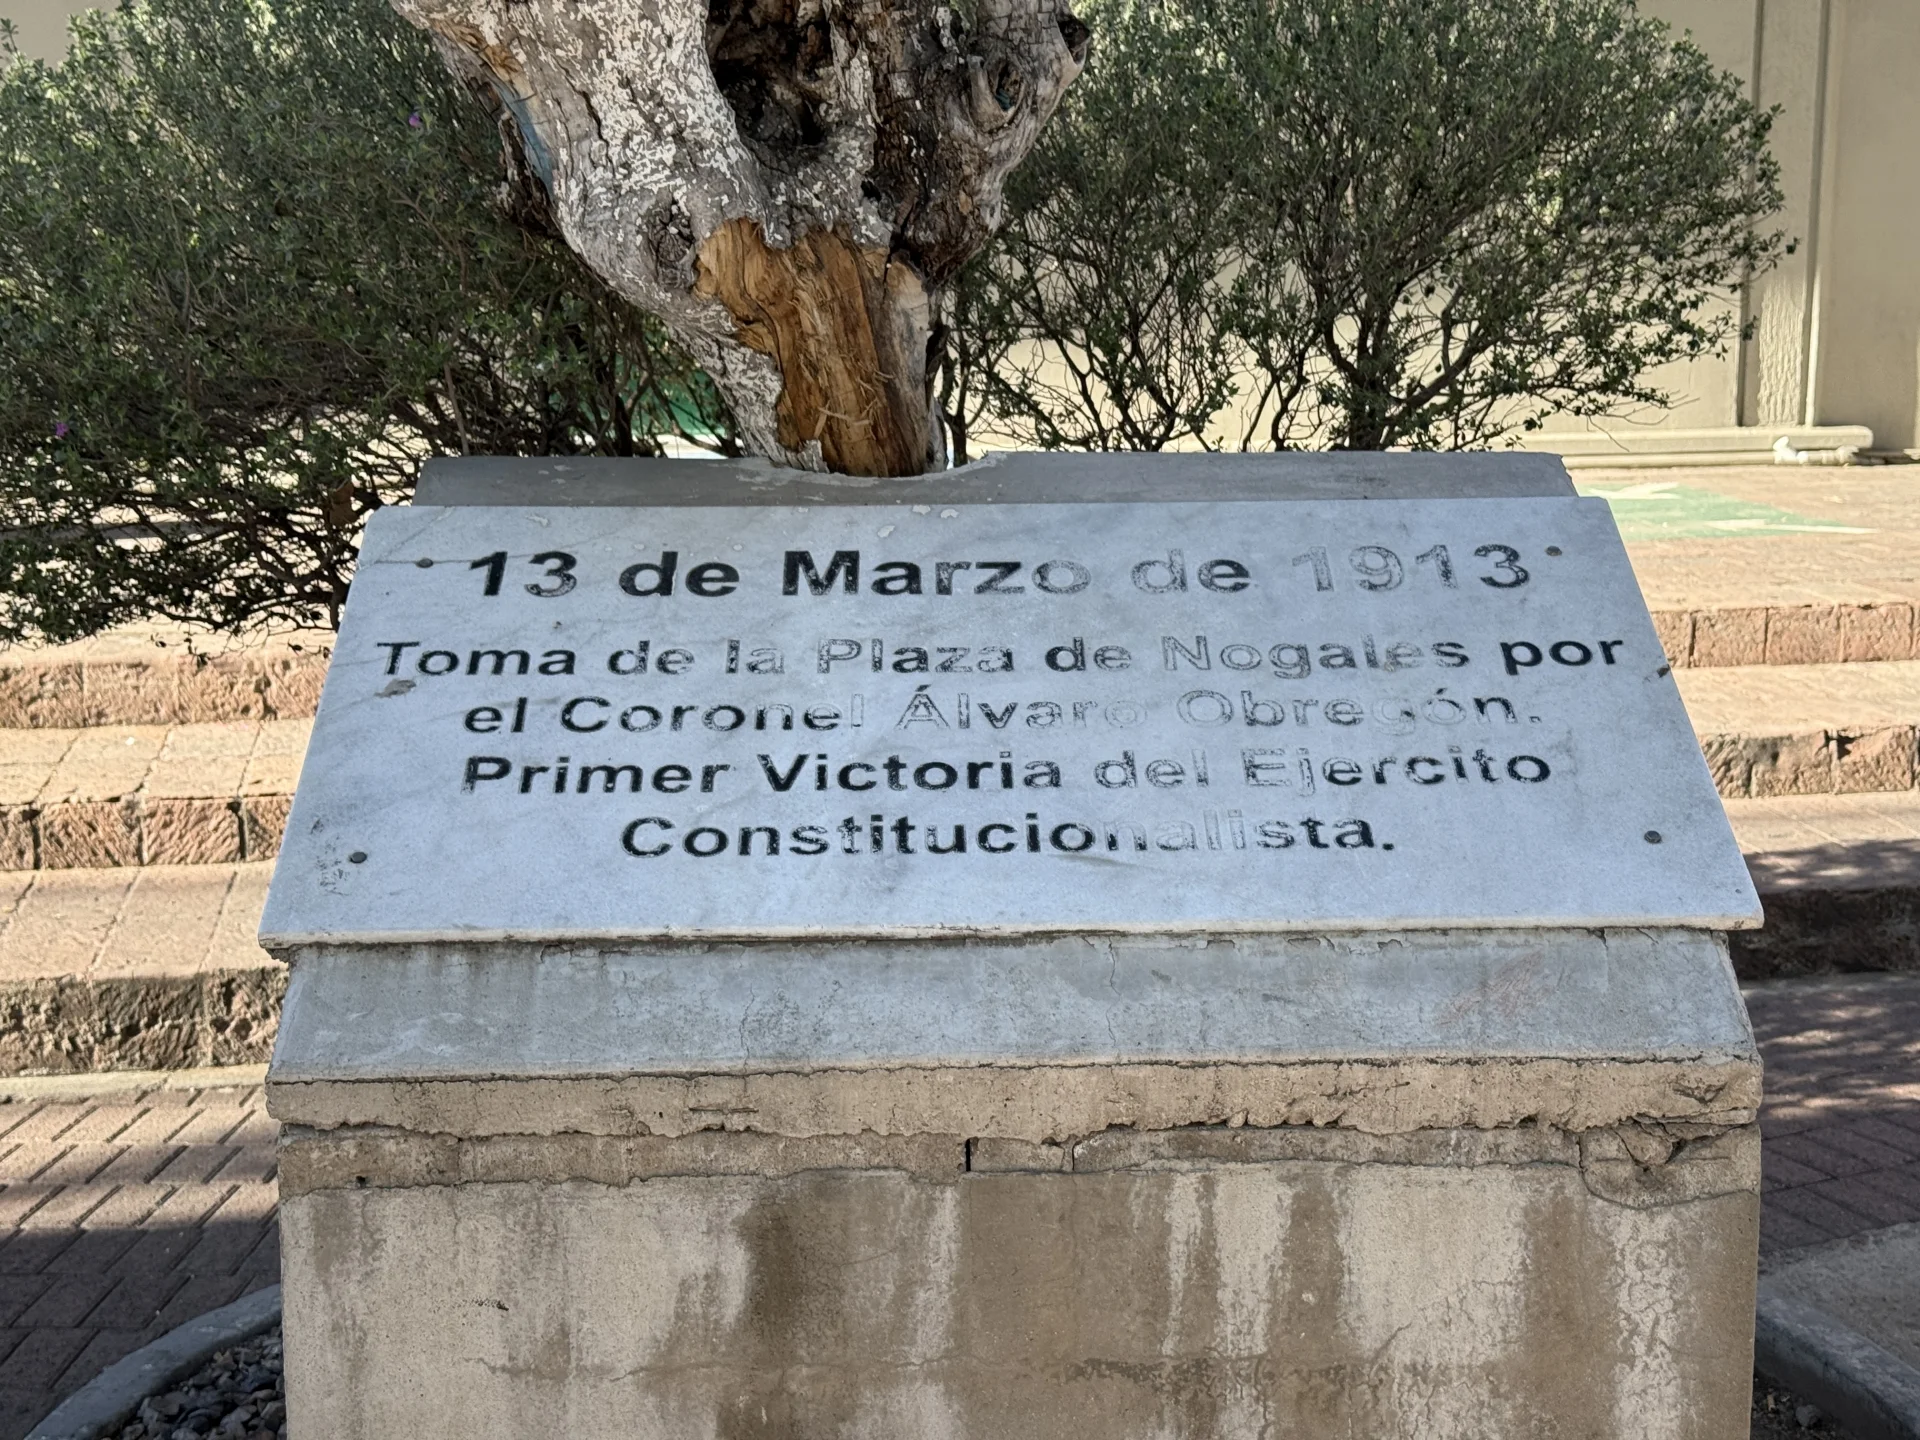 13 de Marzo de 1913
Toma de la Plaza de Nogales por
el Coronel Álvaro Obregón.
Primer Victoria del Ejercito
Constitucionalista.